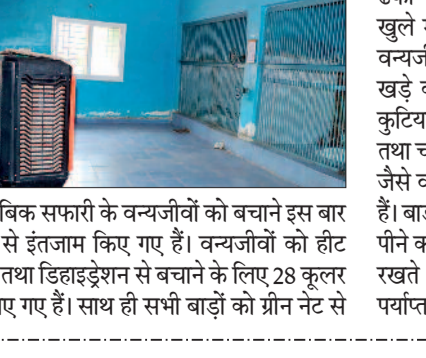 बिक सफारी के वन्यजीवों को बचाने इस बार
से इंतजाम किए गए हैं। वन्यजीवों को हीट
तथा डिहाइड्रेशन से बचाने के लिए 28 कूलर
गए हैं। साथ ही सभी बाड़ों को ग्रीन नेट से
खुले
वन्यजी
खड़े
कुटिय
तथा
जैसे
हैं। बाड़
पीने
रखते
पर्याप्त